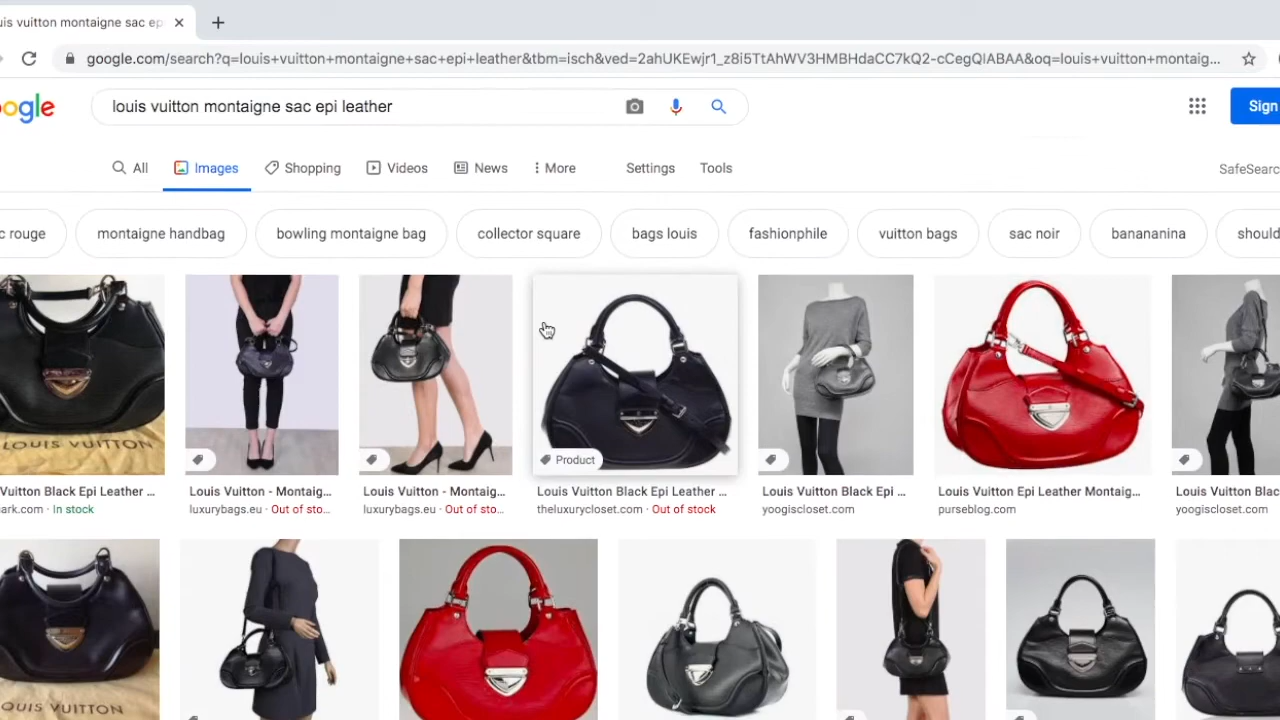 uis vuitton montaigne sac ep
google.com/search?q=louis+vuitton+montaigne+sac+epi+leather&tbm=isch&ved=2ahUKEwjr1_z8i5TtAhWV3HMBHdaCC7kQ2-cCegQIABAA&oq=louis+vuitton+montaig...
ogle
louis vuitton montaigne sac epi leather
Sign
All
Images
Shopping
Videos
News
More
Settings
Tools
SafeSearc
c rouge
montaigne handbag
bowling montaigne bag
collector square
bags louis
fashionphile
vuitton bags
sac noir
banananina
should
LOUIS VUITTON
Product
Vuitton Black Epi Leather ...
Louis Vuitton - Montaig...
Louis Vuitton - Montaig...
Louis Vuitton Black Epi Leather ...
Louis Vuitton Black Epi ...
Louis Vuitton Epi Leather Montaig...
Louis Vuitton Blac
ark.com · In stock
luxurybags.eu · Out of sto...
luxurybags.eu · Out of sto...
theluxurycloset.com · Out of stock
yoogiscloset.com
purseblog.com
yoogiscloset.com
LOUIS VUITTON